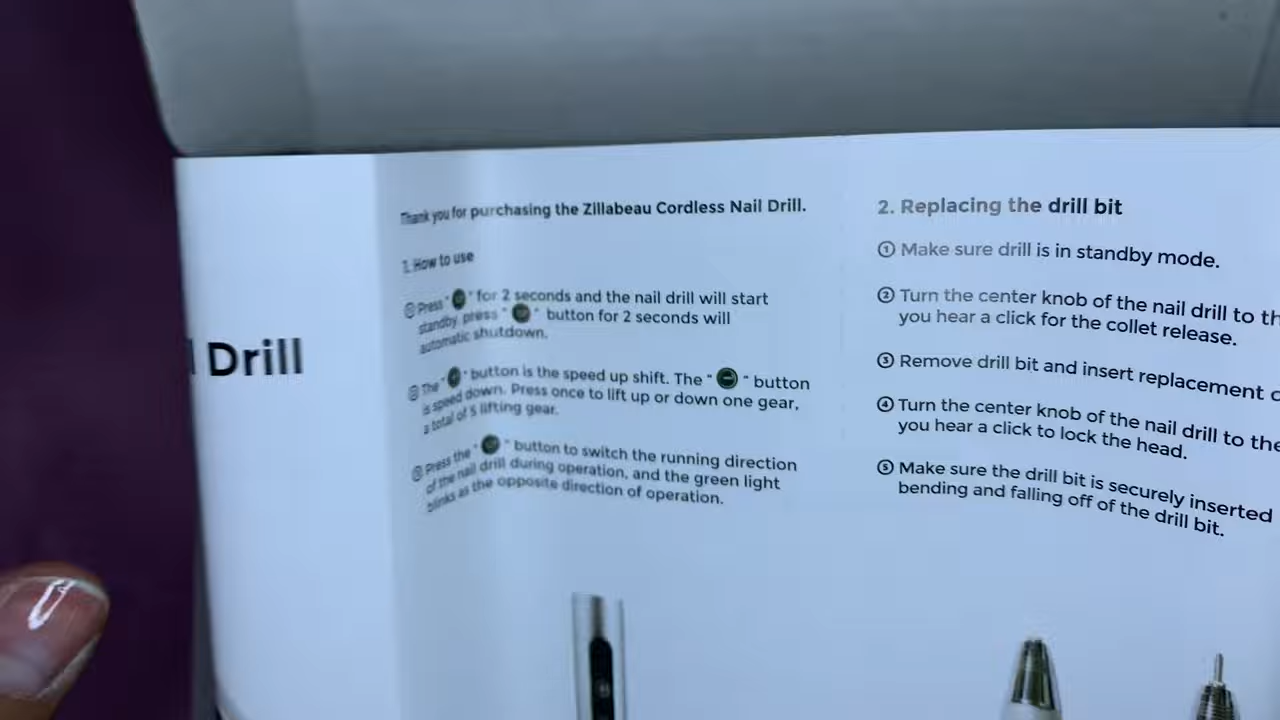 Drill
Thank you for purchasing the Zillabeau Cordless Nail Drill.
1. How to use
① Press " " for 2 seconds and the nail drill will start
standby, press " " button for 2 seconds will
automatic shutdown.
② The " " button is the speed up shift. The " − " button
is speed down. Press once to lift up or down one gear,
a total of 5 lifting gear.
③ Press the " " button to switch the running direction
of the nail drill during operation, and the green light
blinks as the opposite direction of operation.
2. Replacing the drill bit
① Make sure drill is in standby mode.
② Turn the center knob of the nail drill to
you hear a click for the collet release.
③ Remove drill bit and insert replacement
④ Turn the center knob of the nail drill to the
you hear a click to lock the head.
⑤ Make sure the drill bit is securely inserted
bending and falling off of the drill bit.